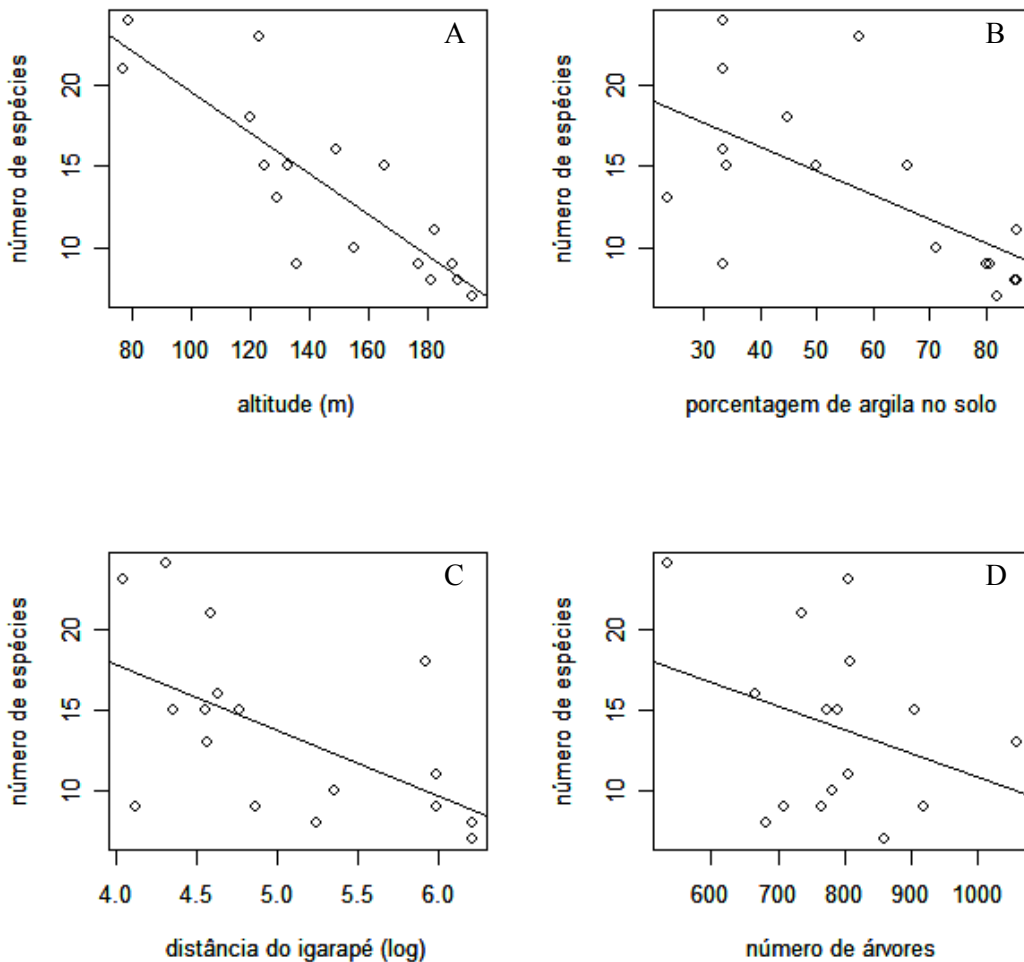 A
número de espécies
20
15
10
80 100 120 140 160 180
altitude (m)
B
número de espécies
20
15
10
30 40 50 60 70 80
porcentagem de argila no solo
C
número de espécies
20
15
10
4.0 4.5 5.0 5.5 6.0
distância do igarapé (log)
D
número de espécies
20
15
10
600 700 800 900 1000
número de árvores